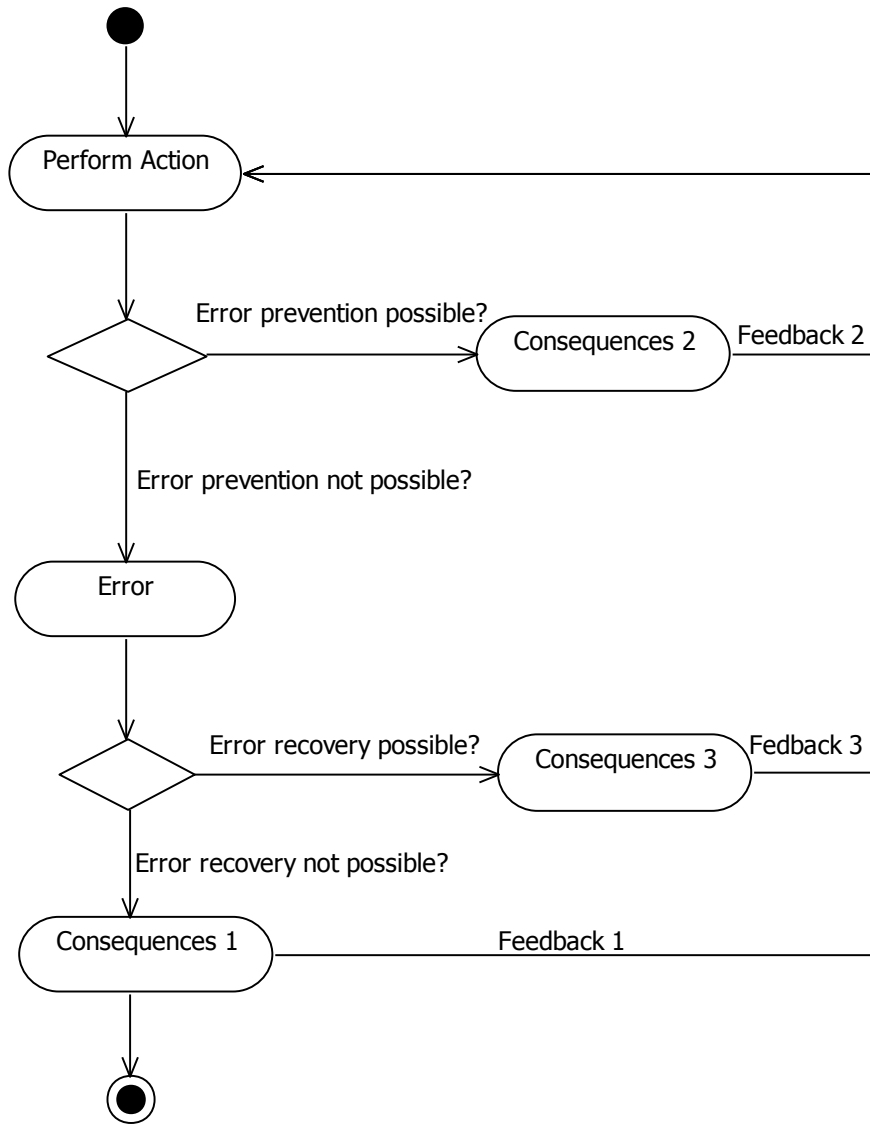 Perform Action
Error prevention possible?
Consequences 2
Feedback 2
Error prevention not possible?
Error
Error recovery possible?
Consequences 3
Fedback 3
Error recovery not possible?
Consequences 1
Feedback 1